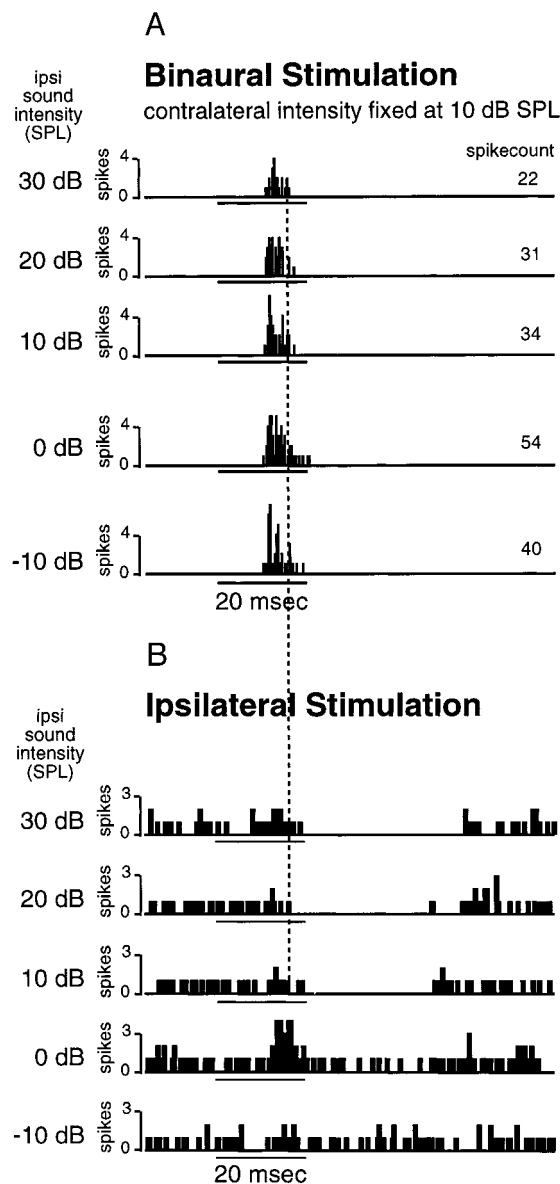 A
Binaural Stimulation
contralateral intensity fixed at 10 dB SPL
ipsi
sound
intensity
(SPL)
spikecount
30 dB spikes 4 0 22
20 dB spikes 4 0 31
10 dB spikes 4 0 34
0 dB spikes 4 0 54
-10 dB spikes 4 0 40
20 msec
B
Ipsilateral Stimulation
ipsi
sound
intensity
(SPL)
30 dB spikes 3 0
20 dB spikes 3 0
10 dB spikes 3 0
0 dB spikes 3 0
-10 dB spikes 3 0
20 msec